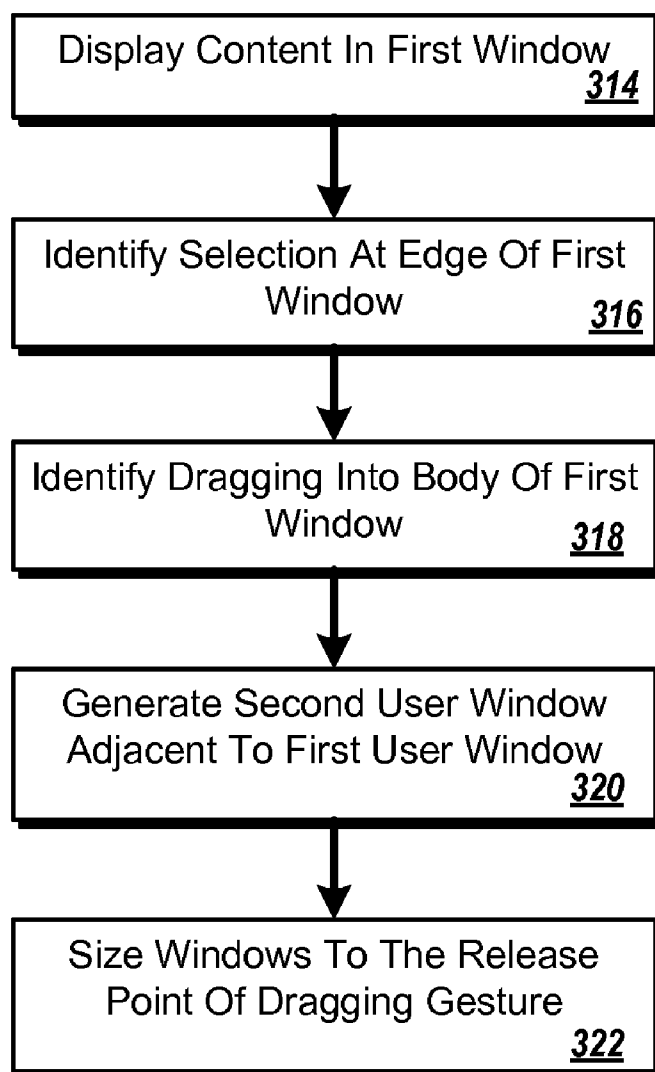 Display Content In First Window
314
Identify Selection At Edge Of First
Window
316
Identify Dragging Into Body Of First
Window
318
Generate Second User Window
Adjacent To First User Window
320
Size Windows To The Release
Point Of Dragging Gesture
322